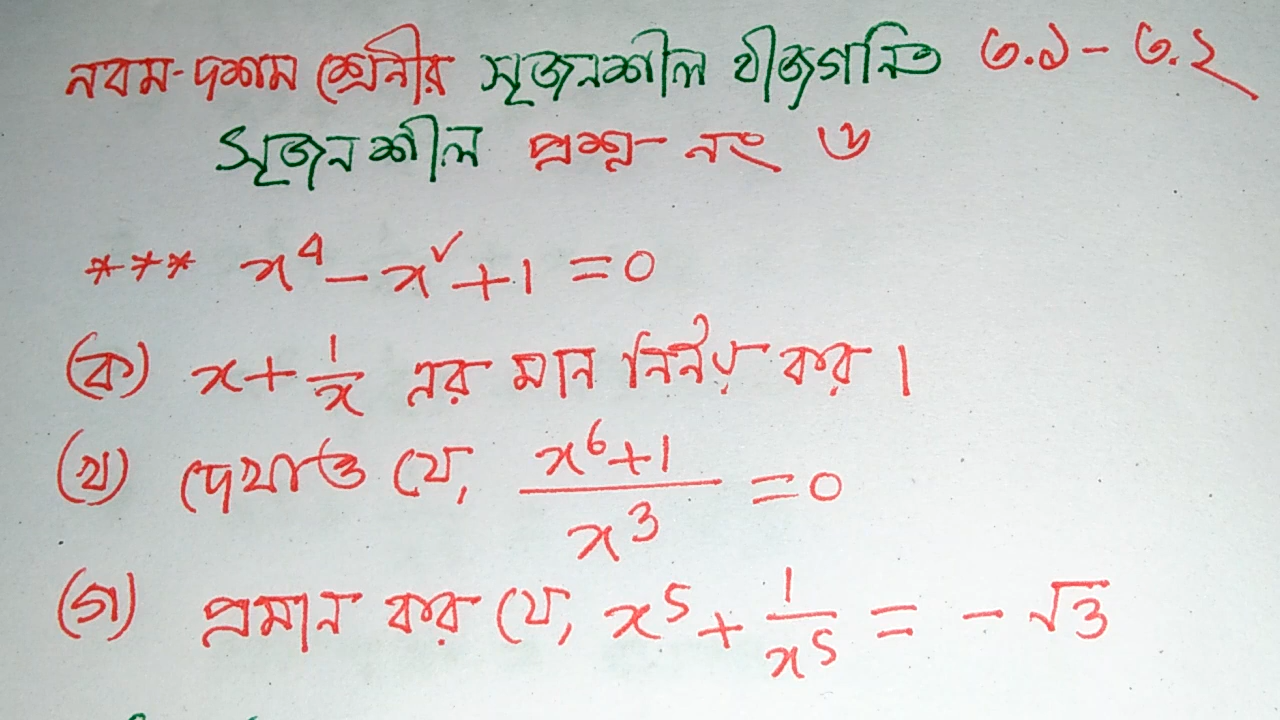 নবম-দশম শ্রেনীর সৃজনশীল বীজগনিত ৩.১ - ৩.২
সৃজনশীল প্রশ্ন- নং ৬
*** x⁴ - x² + 1 = 0
(ক) x + 1/x এর মান নির্নয় কর ।
(খ) দেখাও যে, (x⁶+1)/x³ = 0
(গ) প্রমান কর যে, x⁵ + 1/x⁵ = - √3